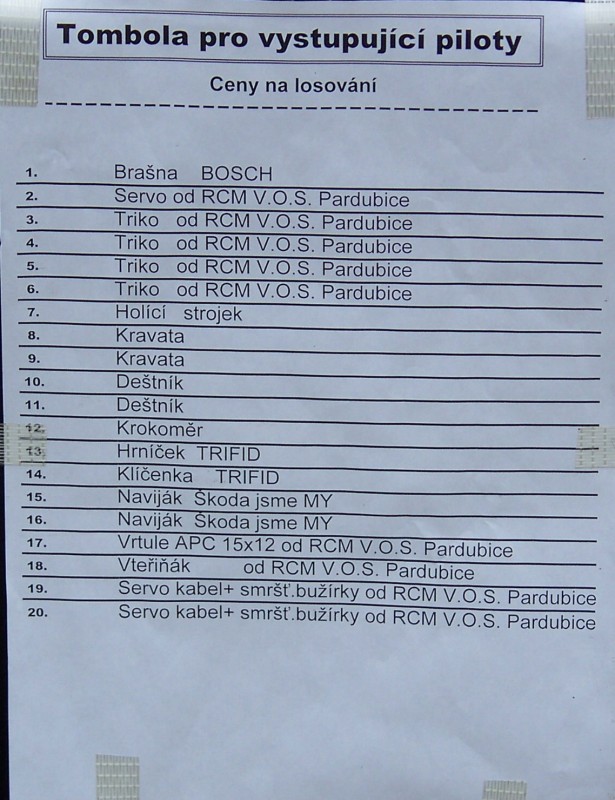 Tombola pro vystupující piloty
Ceny na losování
1. Brašna BOSCH
2. Servo od RCM V.O.S. Pardubice
3. Triko od RCM V.O.S. Pardubice
4. Triko od RCM V.O.S. Pardubice
5. Triko od RCM V.O.S. Pardubice
6. Triko od RCM V.O.S. Pardubice
7. Holící strojek
8. Kravata
9. Kravata
10. Deštník
11. Deštník
12. Krokoměr
13. Hrníček TRIFID
14. Klíčenka TRIFID
15. Naviják Škoda jsme MY
16. Naviják Škoda jsme MY
17. Vrtule APC 15x12 od RCM V.O.S. Pardubice
18. Vteřiňák od RCM V.O.S. Pardubice
19. Servo kabel+ smršť.bužírky od RCM V.O.S. Pardubice
20. Servo kabel+ smršť.bužírky od RCM V.O.S. Pardubice